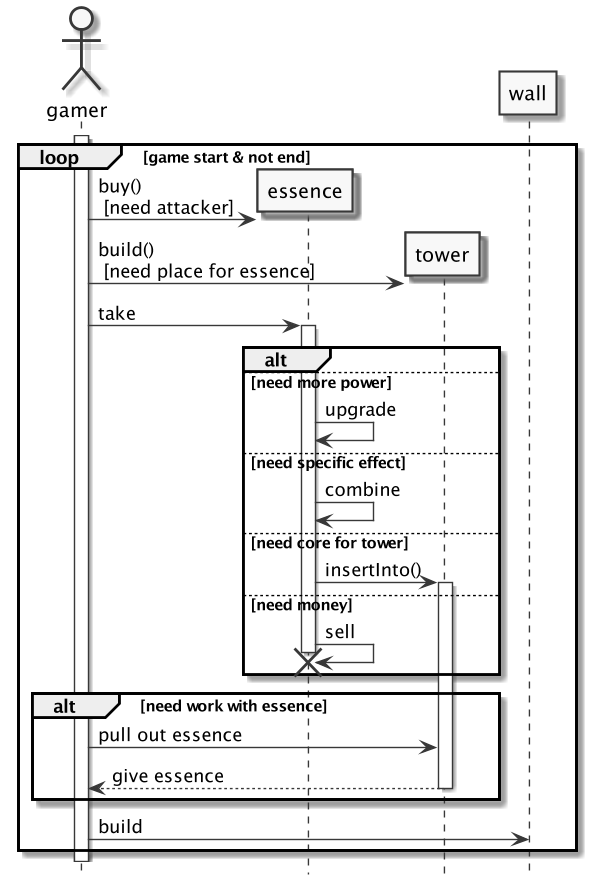 gamer
wall
loop [game start & not end]
buy()
[need attacker]
essence
build()
[need place for essence]
tower
take
alt
[need more power]
upgrade
[need specific effect]
combine
[need core for tower]
insertInto()
[need money]
sell
alt [need work with essence]
pull out essence
give essence
build